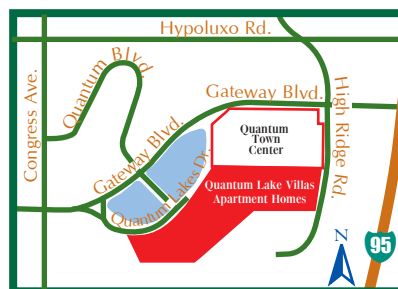 Hypoluxo Rd.
Quantum Blvd.
Gateway Blvd.
Congress Ave.
High Ridge Rd.
Gateway Blvd.
Quantum
Town
Center
Quantum Lakes Dr.
Quantum Lake Villas
Apartment Homes
N
95